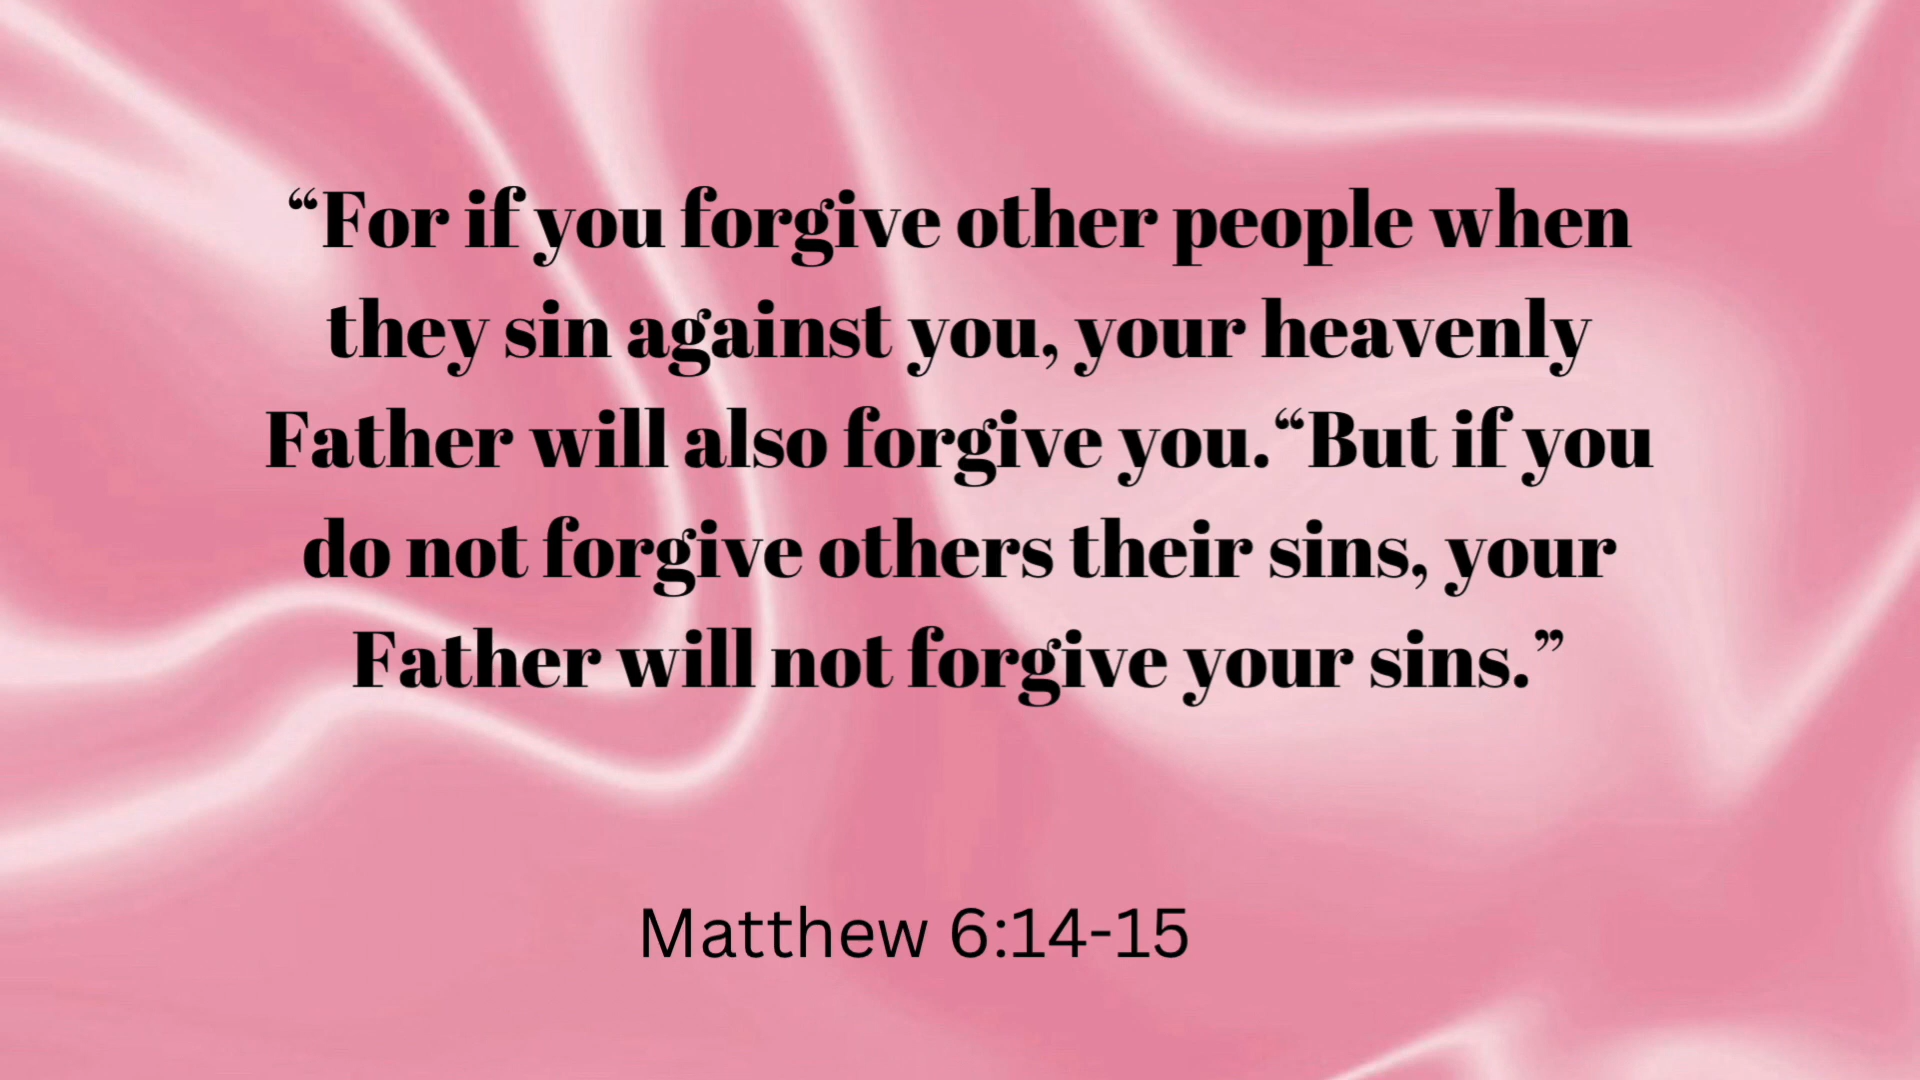 “For if you forgive other people when
they sin against you, your heavenly
Father will also forgive you.“But if you
do not forgive others their sins, your
Father will not forgive your sins.”
Matthew 6:14-15